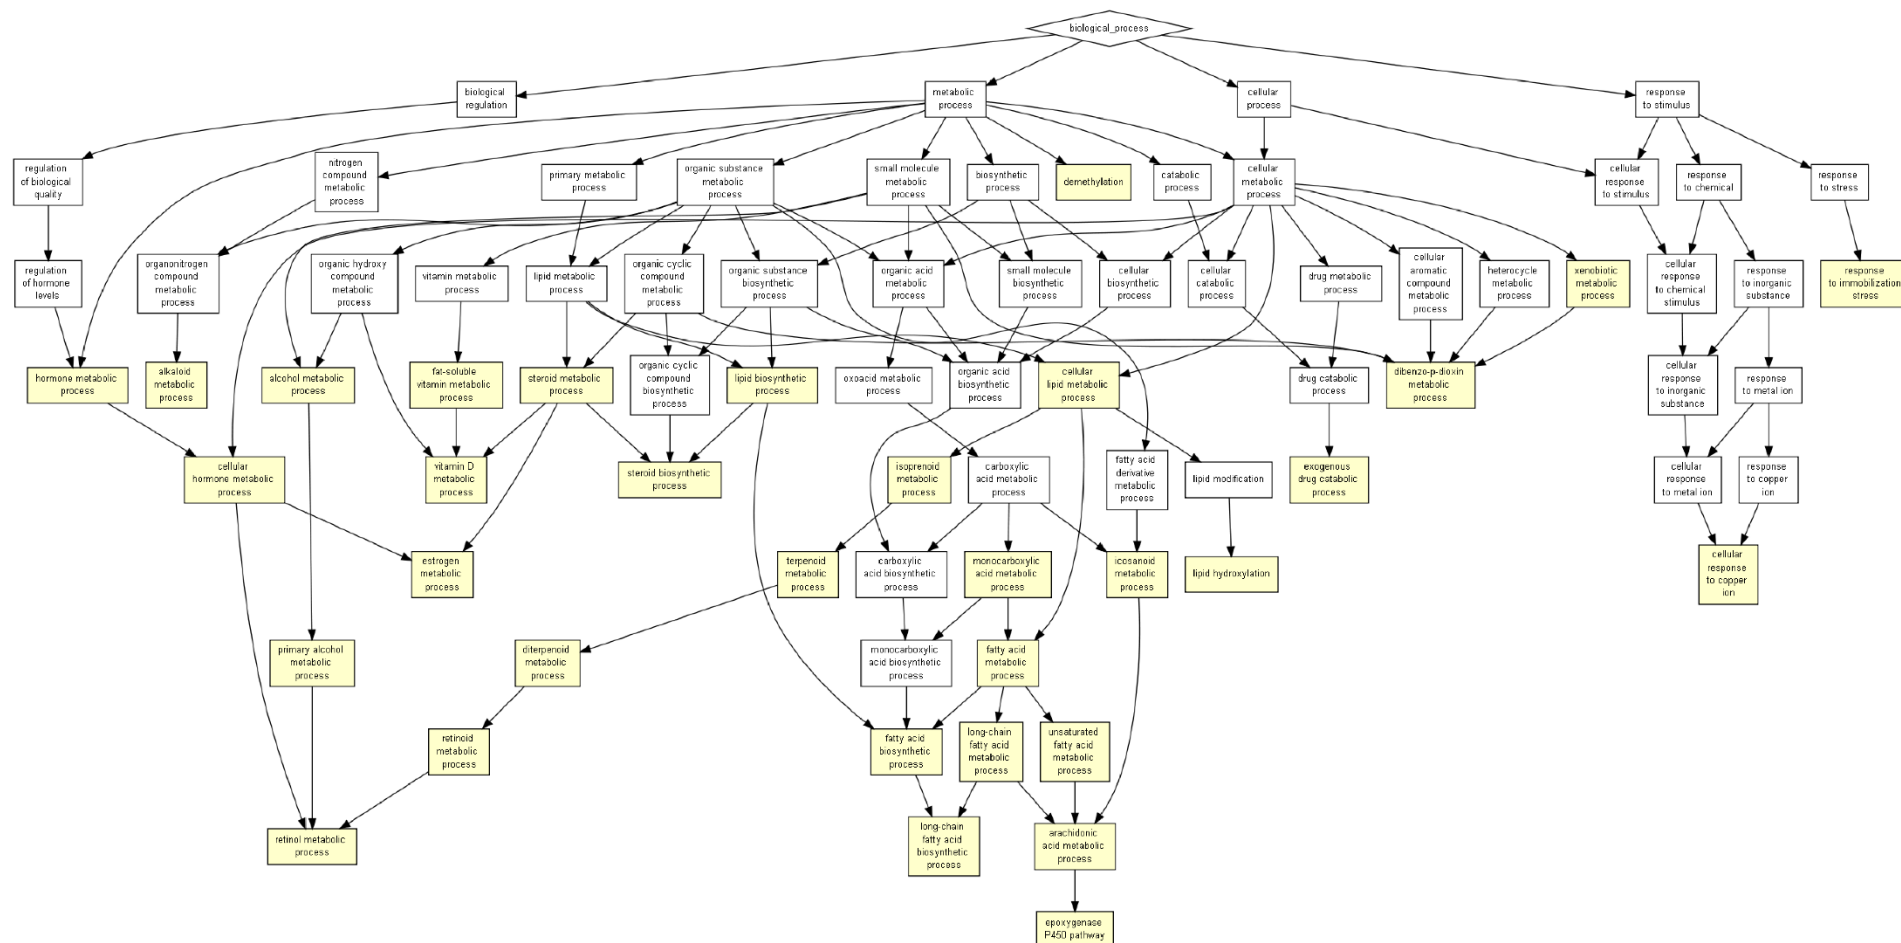 biological_process
biological
regulation
metabolic
process
cellular
process
response
to stimulus
regulation
of biological
quality
nitrogen
compound
metabolic
process
primary metabolic
process
organic substance
metabolic
process
small molecule
metabolic
process
biosynthetic
process
demethylation
catabolic
process
cellular
metabolic
process
cellular
response
to stimulus
response
to chemical
response
to stress
regulation
of hormone
levels
organonitrogen
compound
metabolic
process
organic hydroxy
compound
metabolic
process
vitamin metabolic
process
lipid metabolic
process
organic cyclic
compound
metabolic
process
organic substance
biosynthetic
process
organic acid
metabolic
process
small molecule
biosynthetic
process
cellular
biosynthetic
process
cellular
catabolic
process
drug metabolic
process
cellular
aromatic
compound
metabolic
process
heterocycle
metabolic
process
xenobiotic
metabolic
process
cellular
response
to chemical
stimulus
response
to inorganic
substance
response
to immobilization
stress
hormone metabolic
process
alkaloid
metabolic
process
alcohol metabolic
process
fat-soluble
vitamin metabolic
process
steroid metabolic
process
organic cyclic
compound
biosynthetic
process
lipid biosynthetic
process
oxoacid metabolic
process
organic acid
biosynthetic
process
cellular
lipid metabolic
process
drug catabolic
process
dibenzo-p-dioxin
metabolic
process
cellular
response
to inorganic
substance
response
to metal ion
cellular
hormone metabolic
process
vitamin D
metabolic
process
steroid biosynthetic
process
isoprenoid
metabolic
process
carboxylic
acid metabolic
process
fatty acid
derivative
metabolic
process
lipid modification
exogenous
drug catabolic
process
cellular
response
to metal ion
response
to copper
ion
estrogen
metabolic
process
terpenoid
metabolic
process
carboxylic
acid biosynthetic
process
monocarboxylic
acid metabolic
process
icosanoid
metabolic
process
lipid hydroxylation
cellular
response
to copper
ion
primary alcohol
metabolic
process
diterpenoid
metabolic
process
monocarboxylic
acid biosynthetic
process
fatty acid
metabolic
process
retinoid
metabolic
process
fatty acid
biosynthetic
process
long-chain
fatty acid
metabolic
process
unsaturated
fatty acid
metabolic
process
retinol metabolic
process
long-chain
fatty acid
biosynthetic
process
arachidonic
acid metabolic
process
epoxygenase
P450 pathway